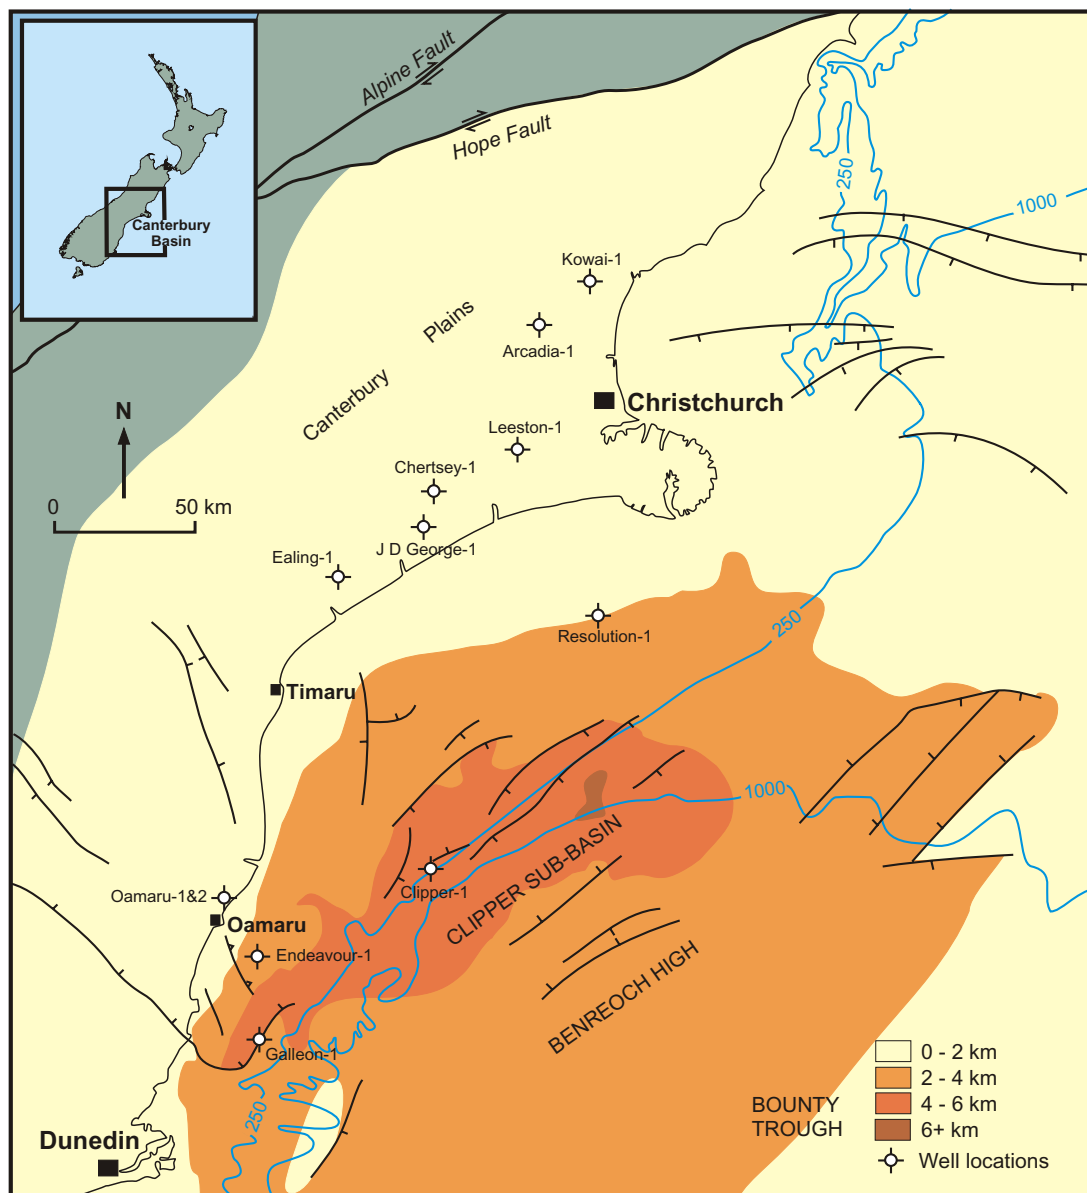 Alpine Fault
Hope Fault
Canterbury
Basin
250
1000
Kowai-1
Plains
Arcadia-1
Canterbury
Christchurch
N
Leeston-1
Chertsey-1
0 50 km
J D George-1
Ealing-1
250
Resolution-1
Timaru
1000
CLIPPER SUB-BASIN
Clipper-1
Oamaru-1&2
Oamaru
Endeavour-1
BENREOCH HIGH
Galleon-1
250
0 - 2 km
2 - 4 km
4 - 6 km
6+ km
BOUNTY
TROUGH
Well locations
Dunedin